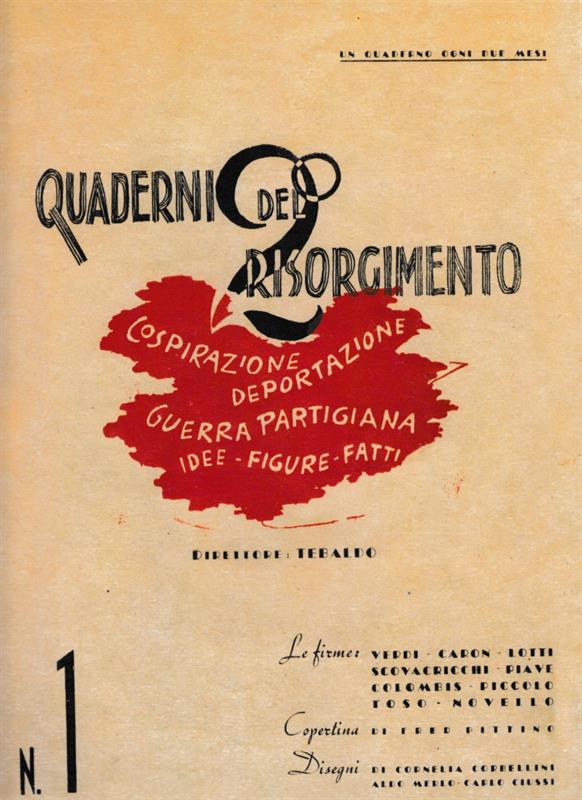 UN QUADERNO OGNI DUE MESI
QUADERNI DEL 2º
RISORGIMENTO
COSPIRAZIONE
DEPORTAZIONE
GUERRA PARTIGIANA
IDEE - FIGURE - FATTI
DIRETTORE: TEBALDO
Le firme: VERDI - CARON - LOTTI
SCOVACRICCHI - PIAVE
COLOMBIS - PICCOLO
TOSO - NOVELLO
Copertina DI FRED PITTINO
Disegni DI CORNELIA CORBELLINI
ALDO MERLO - CARLO CIUSSI
N. 1